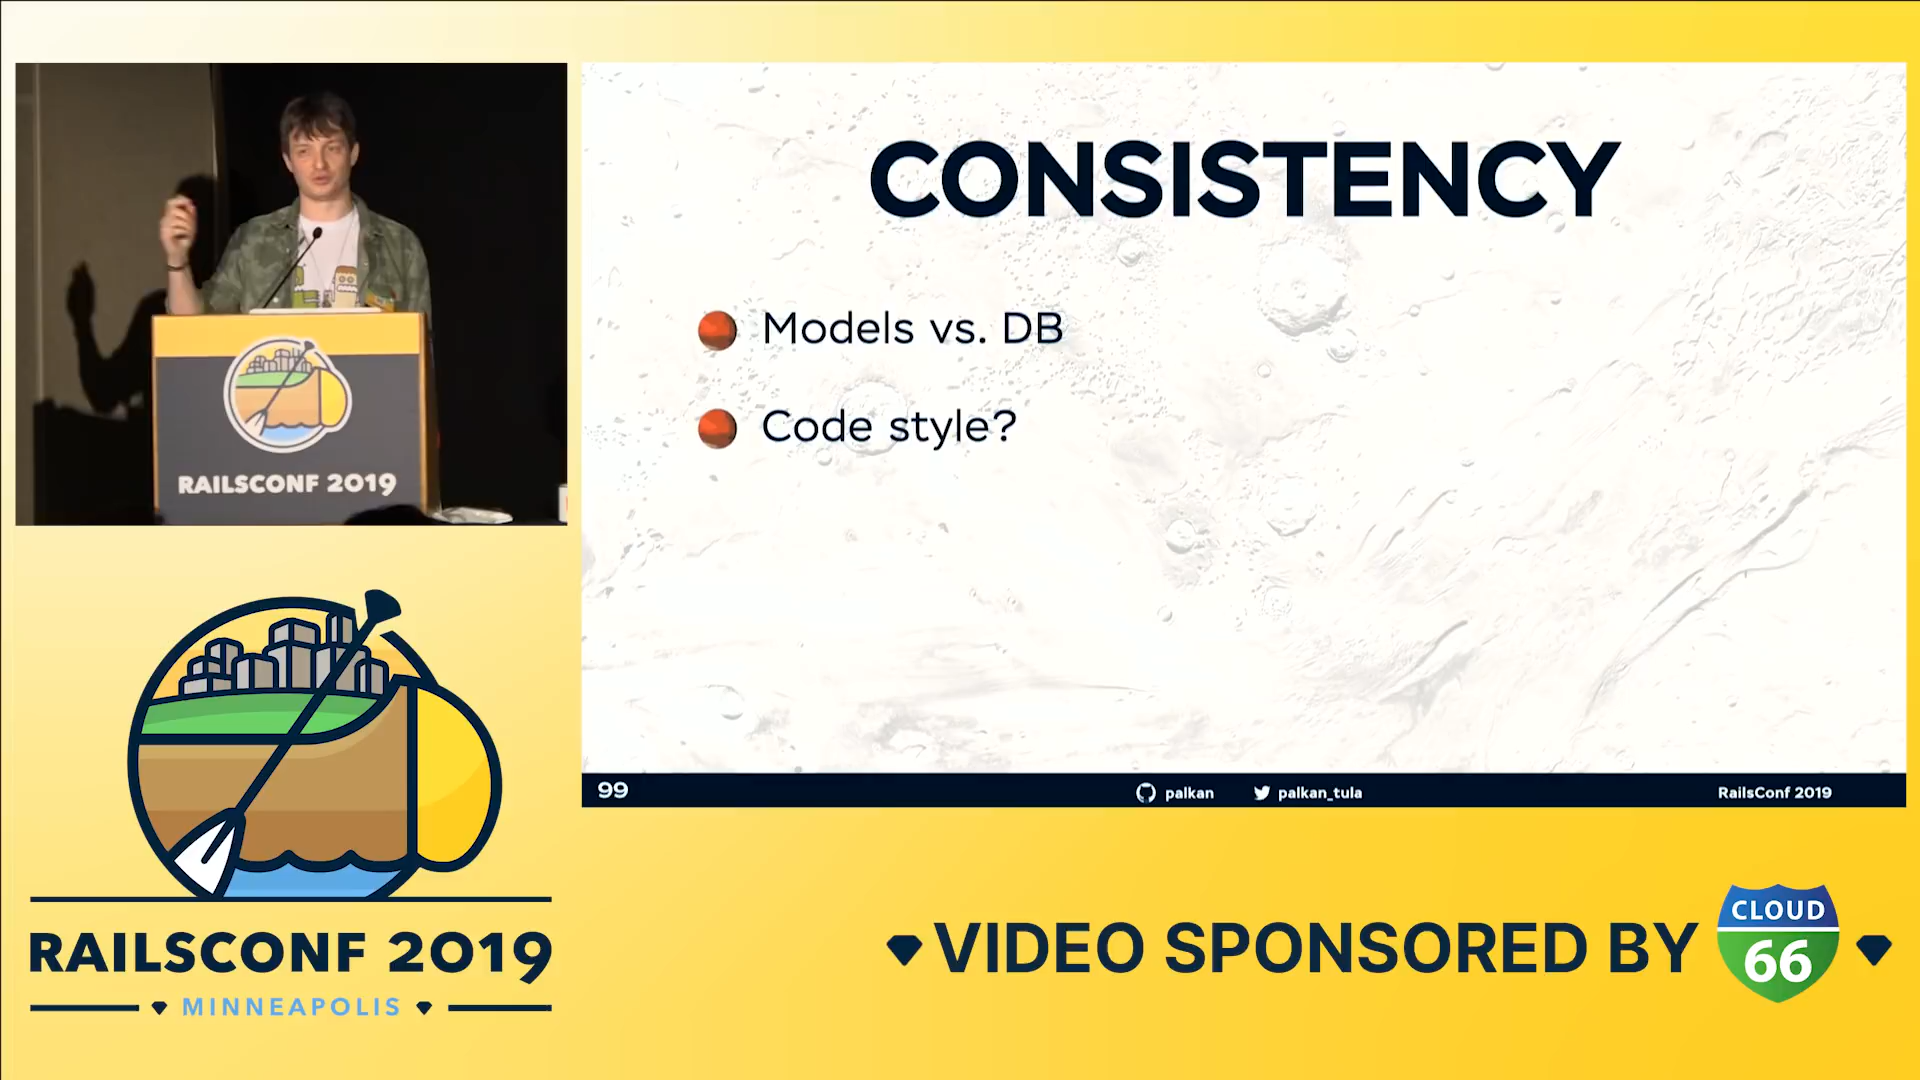 CONSISTENCY
Models vs. DB
Code style?
99
palkan
palkan_tula
RailsConf 2019
RAILSCONF 2019
RAILSCONF 2019
MINNEAPOLIS
VIDEO SPONSORED BY
CLOUD
66